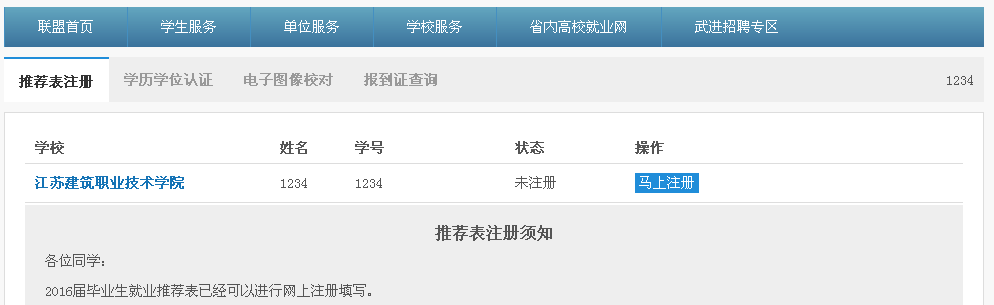 联盟首页 学生服务 单位服务 学校服务 省内高校就业网 武进招聘专区
推荐表注册 学历学位认证 电子图像校对 报到证查询 1234
学校 姓名 学号 状态 操作
江苏建筑职业技术学院 1234 1234 未注册 马上注册
推荐表注册须知
各位同学：
2016届毕业生就业推荐表已经可以进行网上注册填写。